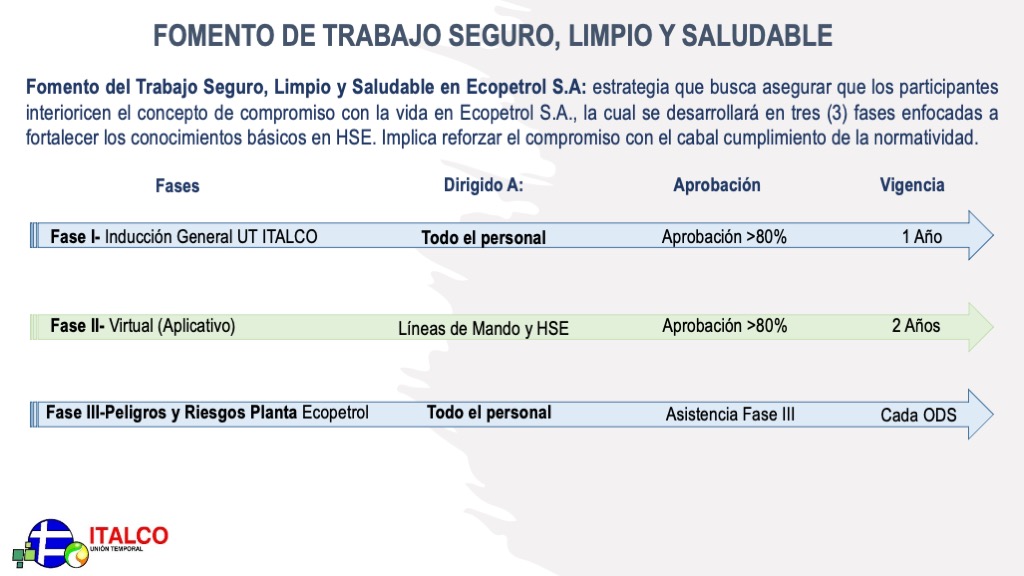 FOMENTO DE TRABAJO SEGURO, LIMPIO Y SALUDABLE
Fomento del Trabajo Seguro, Limpio y Saludable en Ecopetrol S.A: estrategia que busca asegurar que los participantes
interioricen el concepto de compromiso con la vida en Ecopetrol S.A., la cual se desarrollará en tres (3) fases enfocadas a
fortalecer los conocimientos básicos en HSE. Implica reforzar el compromiso con el cabal cumplimiento de la normatividad.
Fases Dirigido A: Aprobación Vigencia
Fase I- Inducción General UT ITALCO Todo el personal Aprobación >80% 1 Año
Fase II- Virtual (Aplicativo) Líneas de Mando y HSE Aprobación >80% 2 Años
Fase III-Peligros y Riesgos Planta Ecopetrol Todo el personal Asistencia Fase III Cada ODS
ITALCO
UNIÓN TEMPORAL